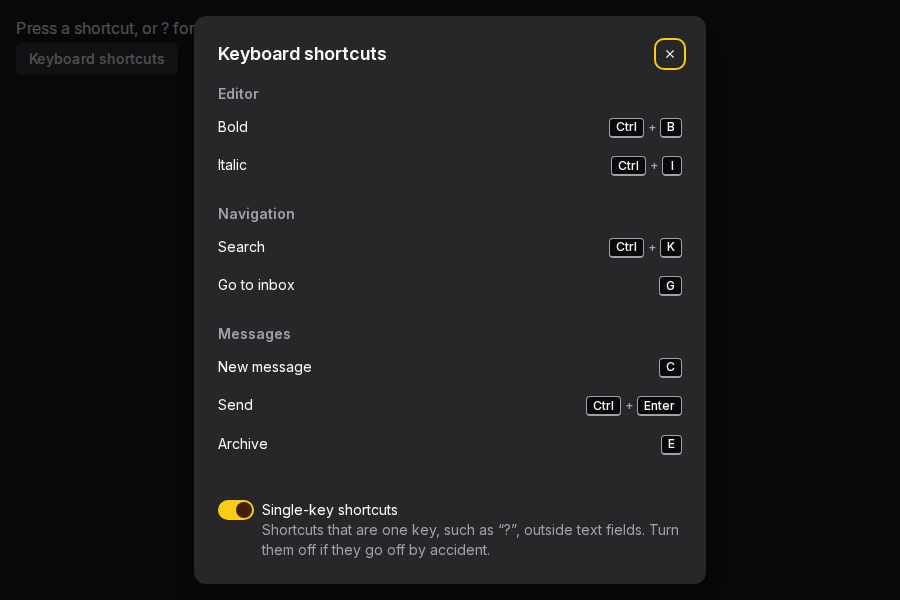 Press a shortcut, or ? for
Keyboard shortcuts
Keyboard shortcuts
Editor
Bold Ctrl + B
Italic Ctrl + I
Navigation
Search Ctrl + K
Go to inbox G
Messages
New message C
Send Ctrl + Enter
Archive E
Single-key shortcuts
Shortcuts that are one key, such as “?”, outside text fields. Turn
them off if they go off by accident.